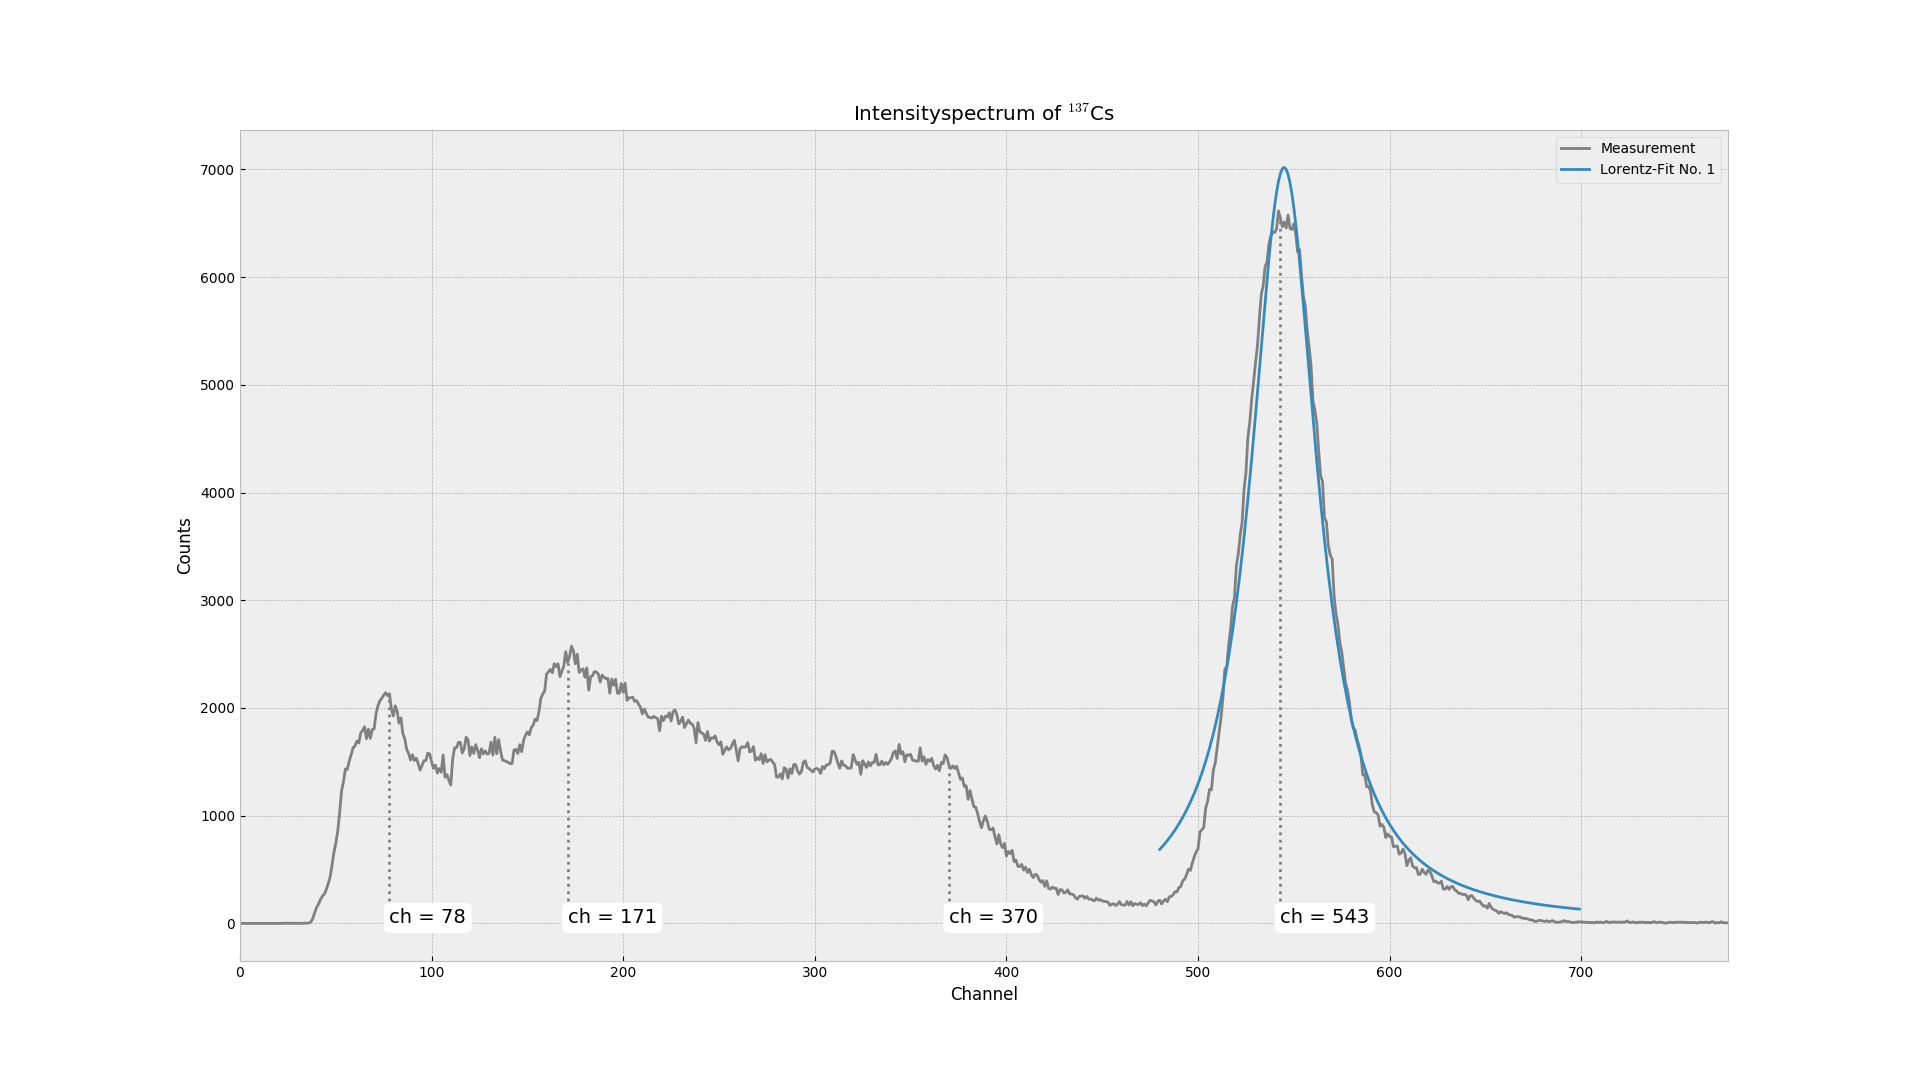 Intensityspectrum of ¹³⁷Cs
Measurement
Lorentz-Fit No. 1
7000
6000
5000
4000
3000
2000
1000
0
Counts
ch = 78
ch = 171
ch = 370
ch = 543
0 100 200 300 400 500 600 700
Channel